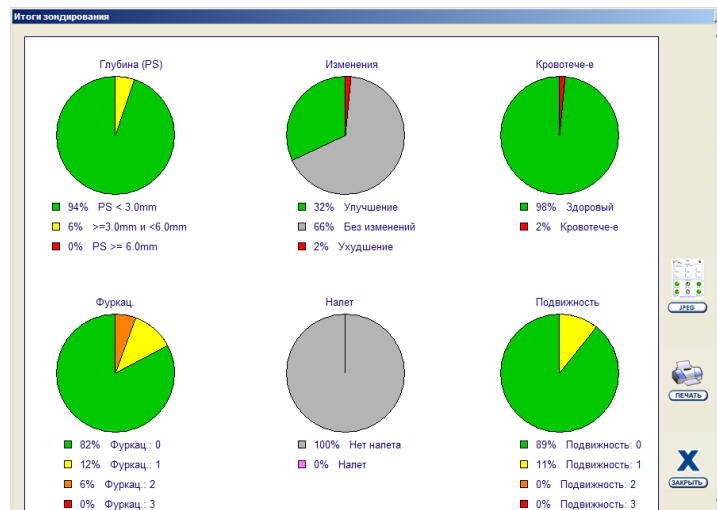 Итоги зондирования
Глубина (PS)
94% PS < 3.0mm
6% >=3.0mm и <6.0mm
0% PS >= 6.0mm
Изменения
32% Улучшение
66% Без изменений
2% Ухудшение
Кровотече-е
98% Здоровый
2% Кровотече-е
Фуркац.
82% Фуркац.: 0
12% Фуркац.: 1
6% Фуркац.: 2
0% Фуркац.: 3
Налет
100% Нет налета
0% Налет
Подвижность
89% Подвижность: 0
11% Подвижность: 1
0% Подвижность: 2
0% Подвижность: 3
JPEG
ПЕЧАТЬ
ЗАКРЫТЬ